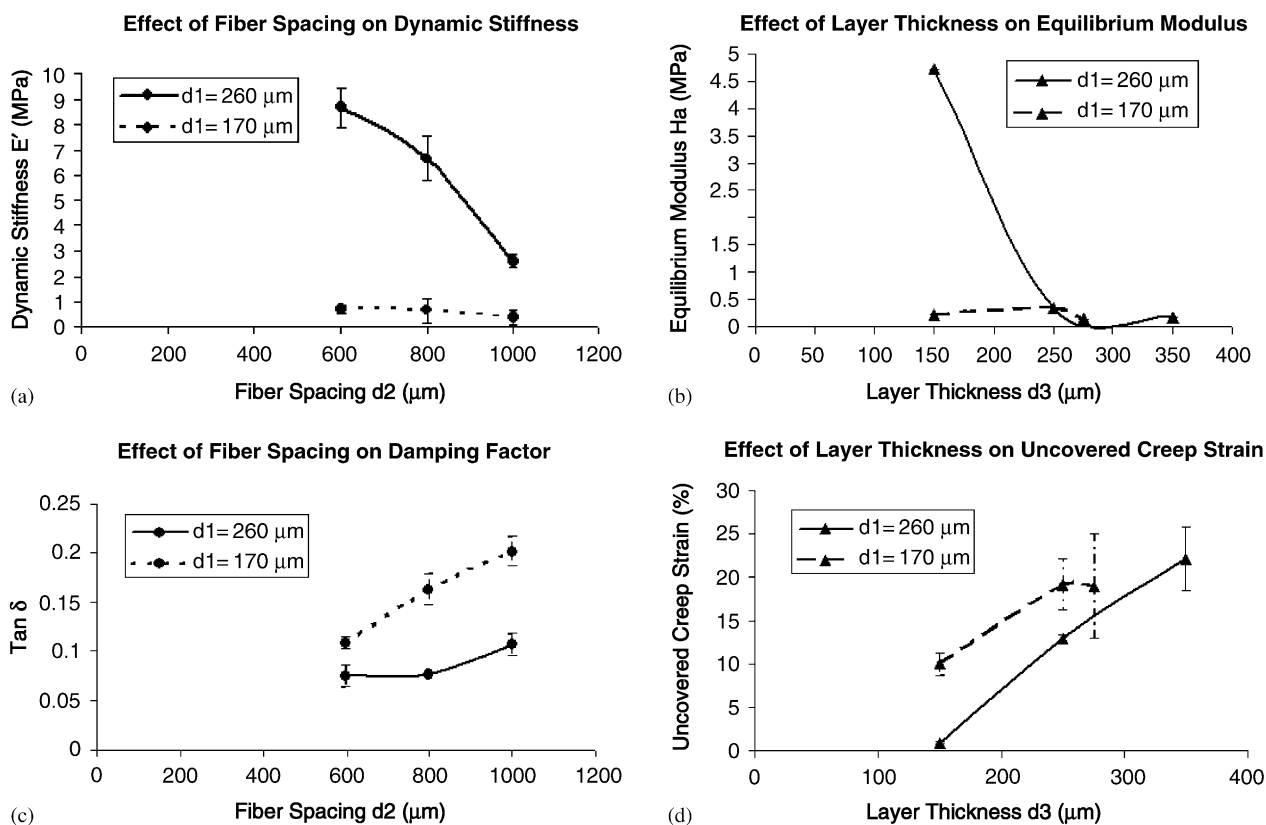 Effect of Fiber Spacing on Dynamic Stiffness
Dynamic Stiffness E′ (MPa)
10
9
8
7
6
5
4
3
2
1
0
d1= 260 μm
d1= 170 μm
0 200 400 600 800 1000 1200
Fiber Spacing d2 (μm)
(a)
Effect of Layer Thickness on Equilibrium Modulus
Equilibrium Modulus Ha (MPa)
5
4.5
4
3.5
3
2.5
1.5
1
0.5
0
d1= 260 μm
d1= 170 μm
0 50 100 150 200 250 300 350 400
Layer Thickness d3 (μm)
(b)
Effect of Fiber Spacing on Damping Factor
Tan δ
0.25
0.2
0.15
0.1
0.05
0
d1= 260 μm
d1= 170 μm
0 200 400 600 800 1000 1200
Fiber Spacing d2 (μm)
(c)
Effect of Layer Thickness on Uncovered Creep Strain
Uncovered Creep Strain (%)
30
25
20
15
10
5
0
d1= 260 μm
d1= 170 μm
0 100 200 300 400
Layer Thickness d3 (μm)
(d)